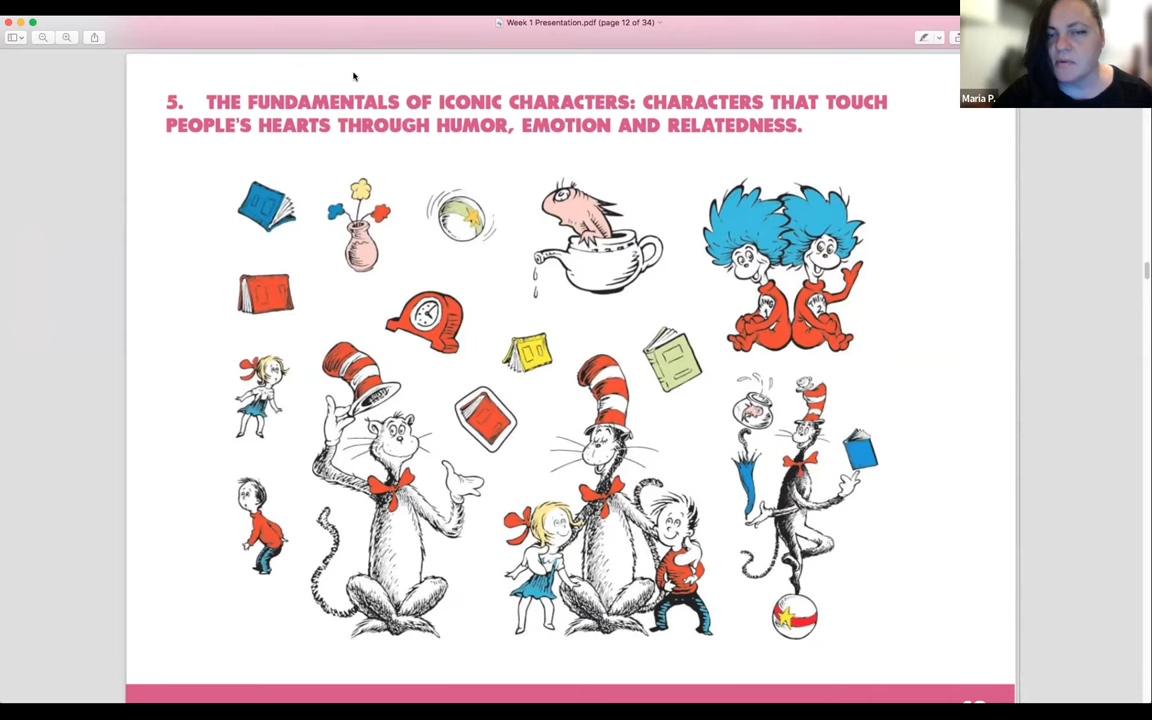 Week 1 Presentation.pdf (page 12 of 34)
Maria P.
5. THE FUNDAMENTALS OF ICONIC CHARACTERS: CHARACTERS THAT TOUCH
PEOPLE'S HEARTS THROUGH HUMOR, EMOTION AND RELATEDNESS.